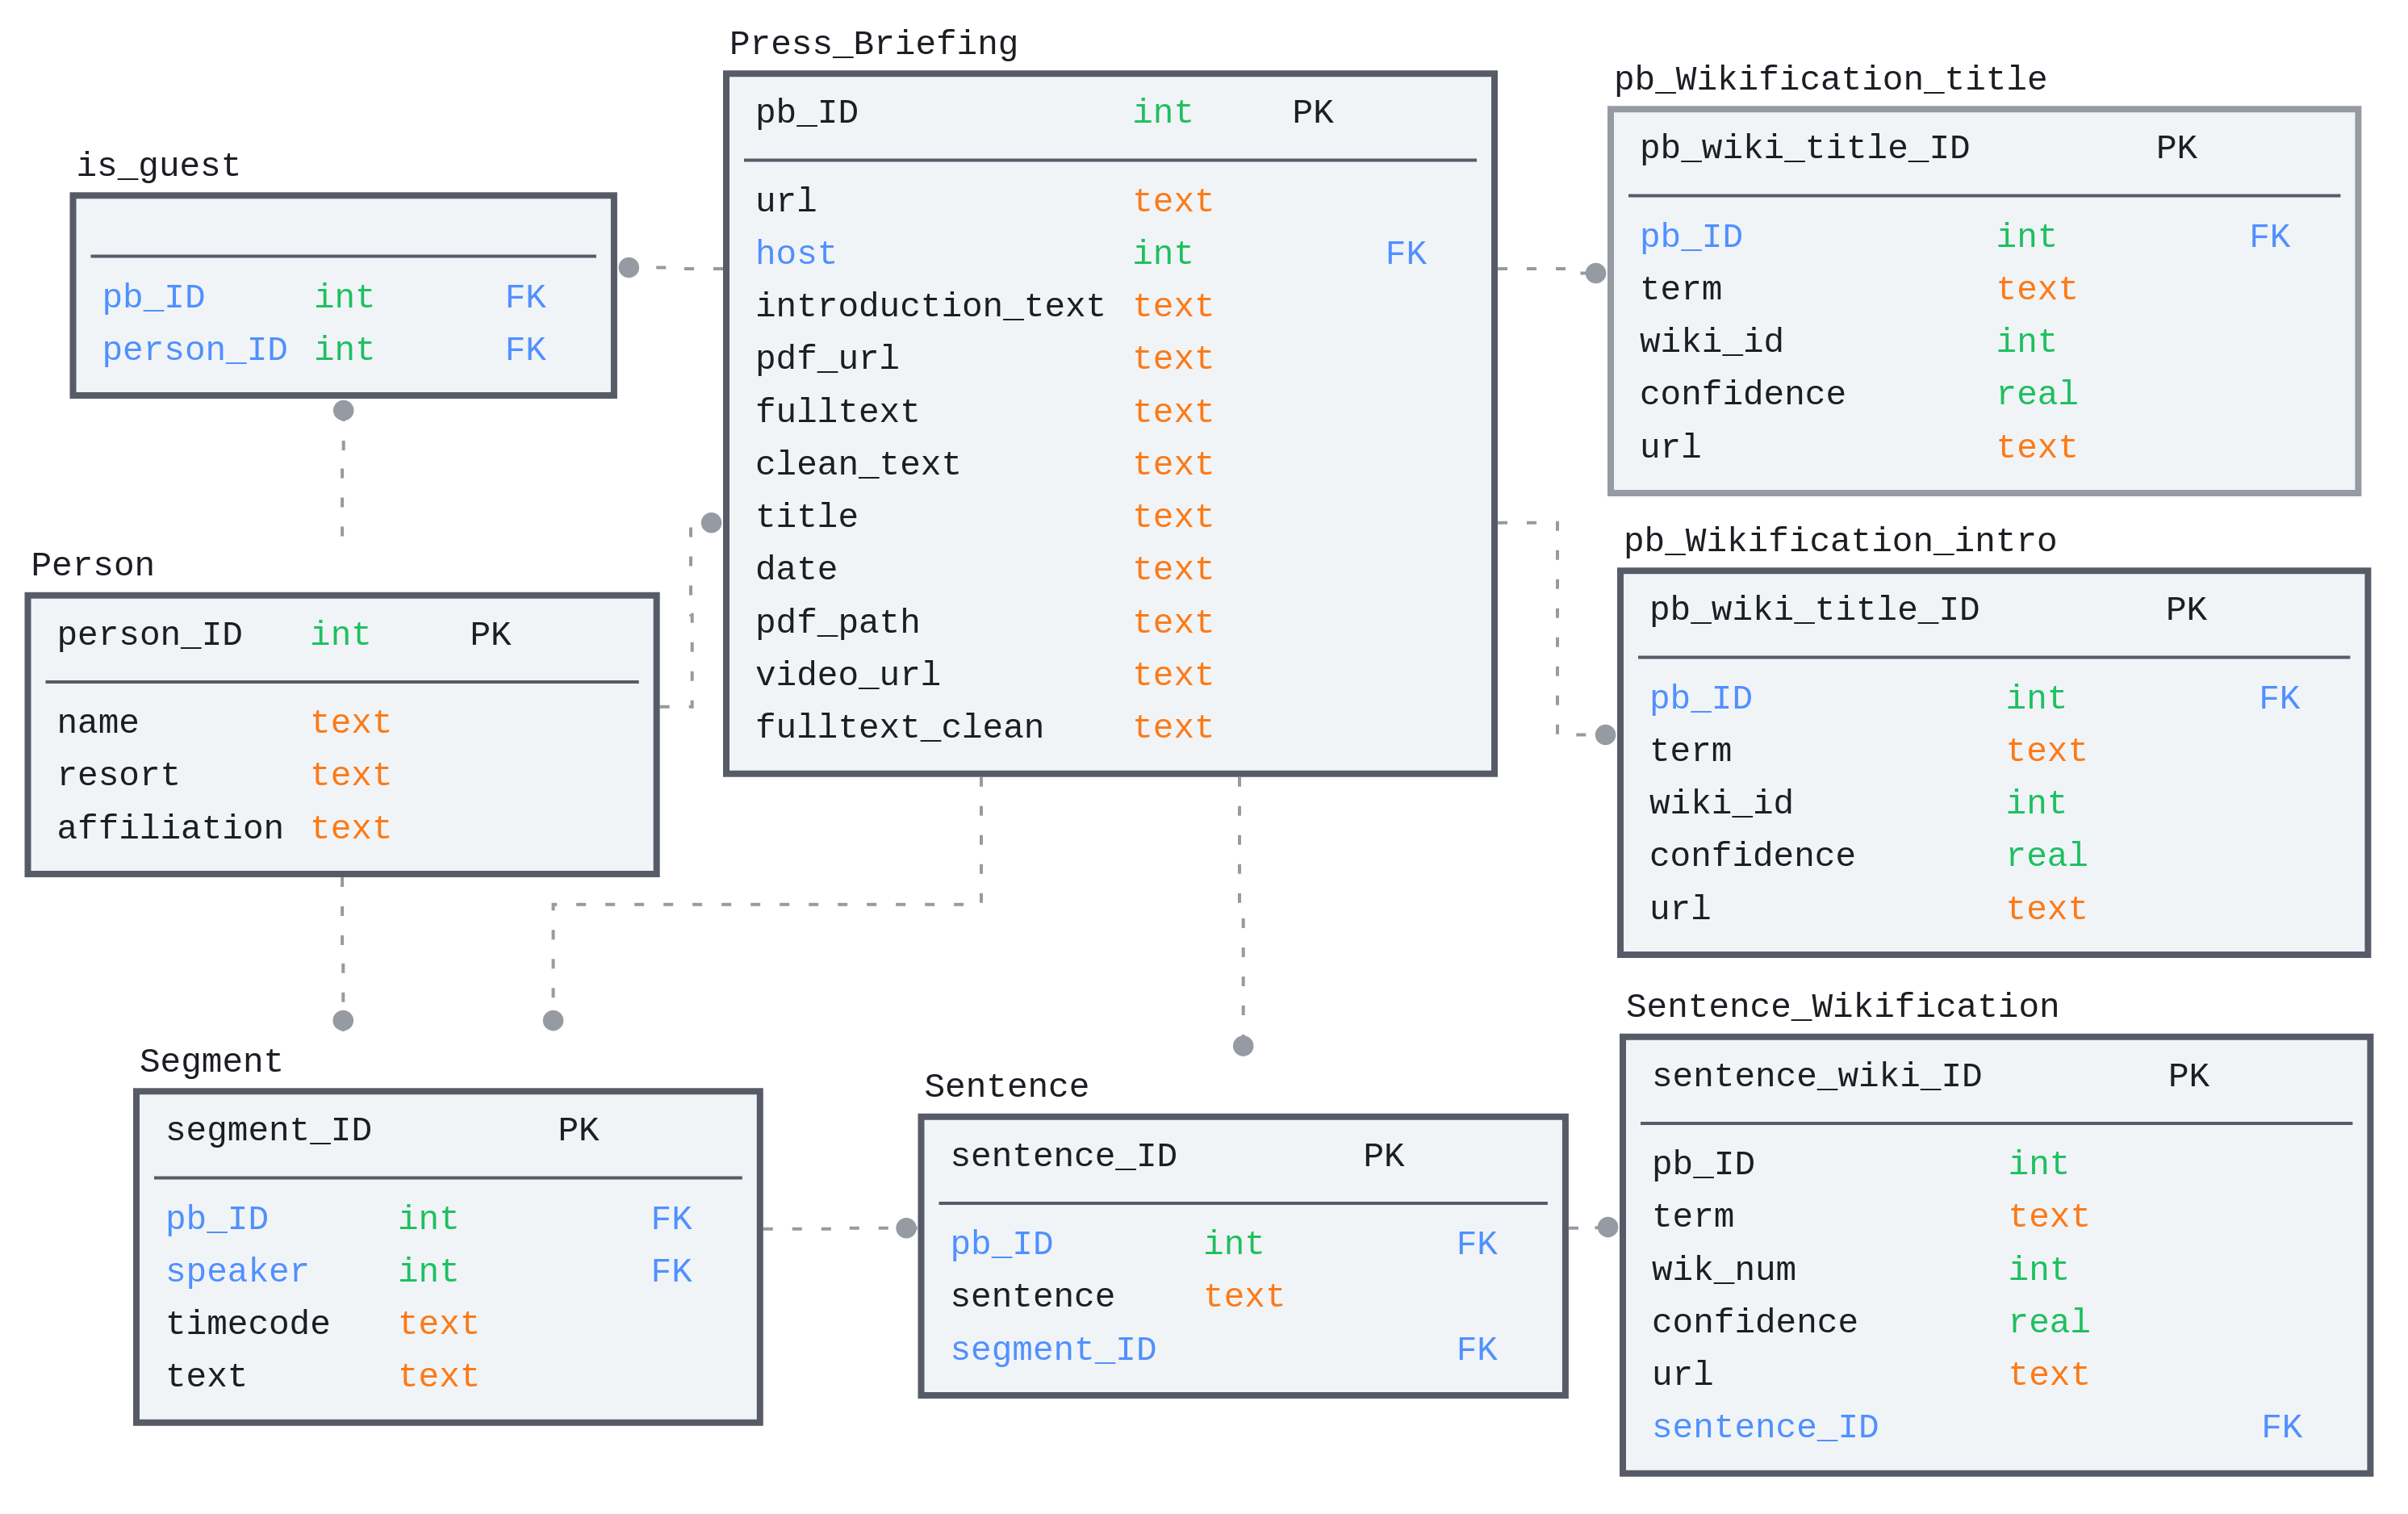 Press_Briefing
pb_ID int PK
url text
host int FK
introduction_text text
pdf_url text
fulltext text
clean_text text
title text
date text
pdf_path text
video_url text
fulltext_clean text
pb_Wikification_title
pb_wiki_title_ID PK
pb_ID int FK
term text
wiki_id int
confidence real
url text
is_guest
pb_ID int FK
person_ID int FK
pb_Wikification_intro
pb_wiki_title_ID PK
pb_ID int FK
term text
wiki_id int
confidence real
url text
Person
person_ID int PK
name text
resort text
affiliation text
Segment
segment_ID PK
pb_ID int FK
speaker int FK
timecode text
text text
Sentence
sentence_ID PK
pb_ID int FK
sentence text
segment_ID FK
Sentence_Wikification
sentence_wiki_ID PK
pb_ID int
term text
wik_num int
confidence real
url text
sentence_ID FK